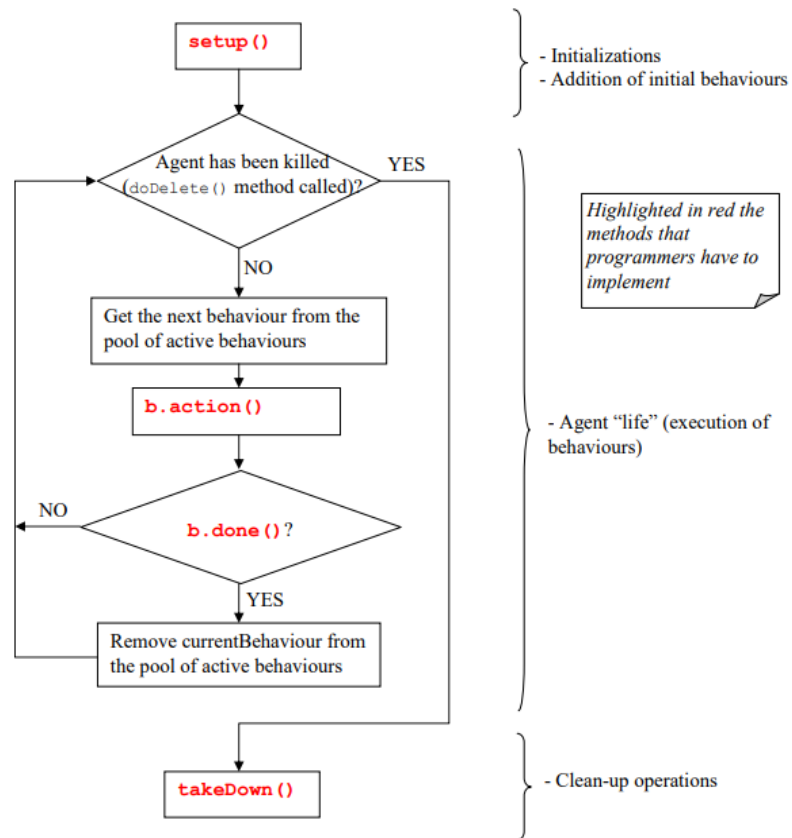 setup()
- Initializations
- Addition of initial behaviours
Agent has been killed
(doDelete() method called)?
YES
NO
Highlighted in red the
methods that
programmers have to
implement
Get the next behaviour from the
pool of active behaviours
b.action()
- Agent “life” (execution of
behaviours)
NO
b.done()?
YES
Remove currentBehaviour from
the pool of active behaviours
takeDown()
- Clean-up operations